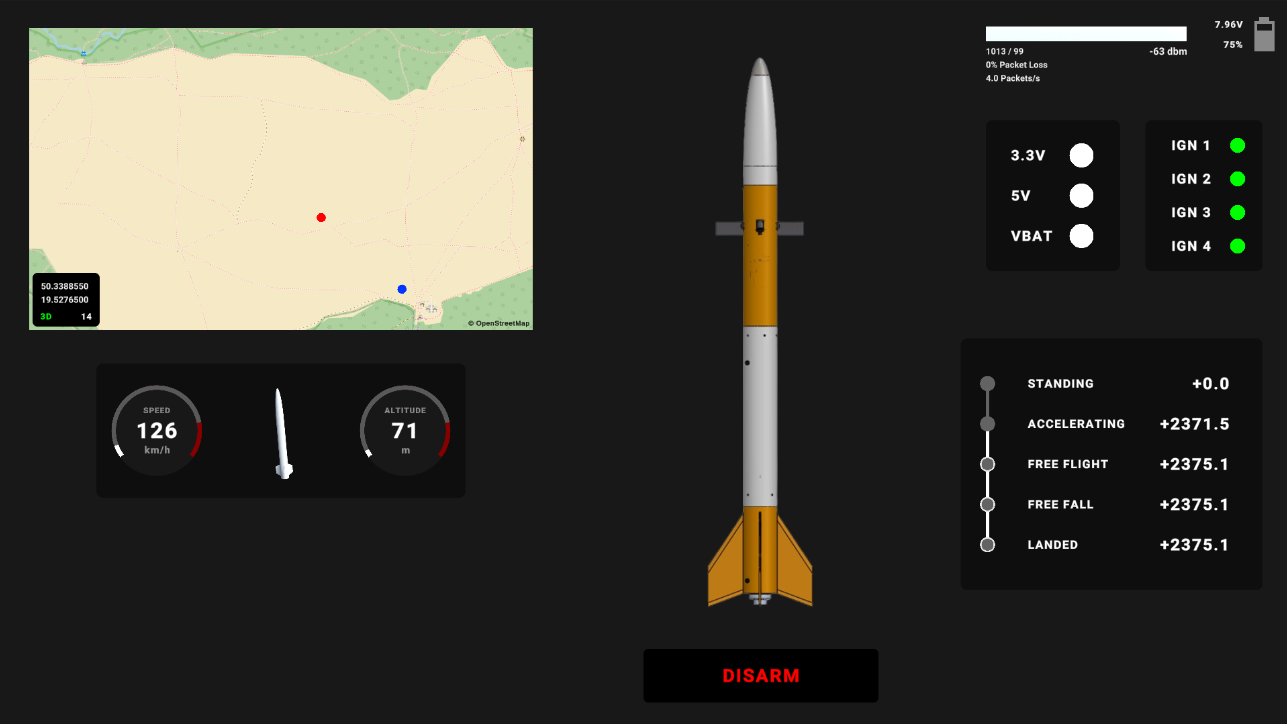 7.96V
75%
1013 / 99
-63 dbm
0% Packet Loss
4.0 Packets/s
50.3388550
19.5276500
3D
14
© OpenStreetMap
3.3V
5V
VBAT
IGN 1
IGN 2
IGN 3
IGN 4
SPEED
126
km/h
ALTITUDE
71
m
STANDING +0.0
ACCELERATING +2371.5
FREE FLIGHT +2375.1
FREE FALL +2375.1
LANDED +2375.1
DISARM